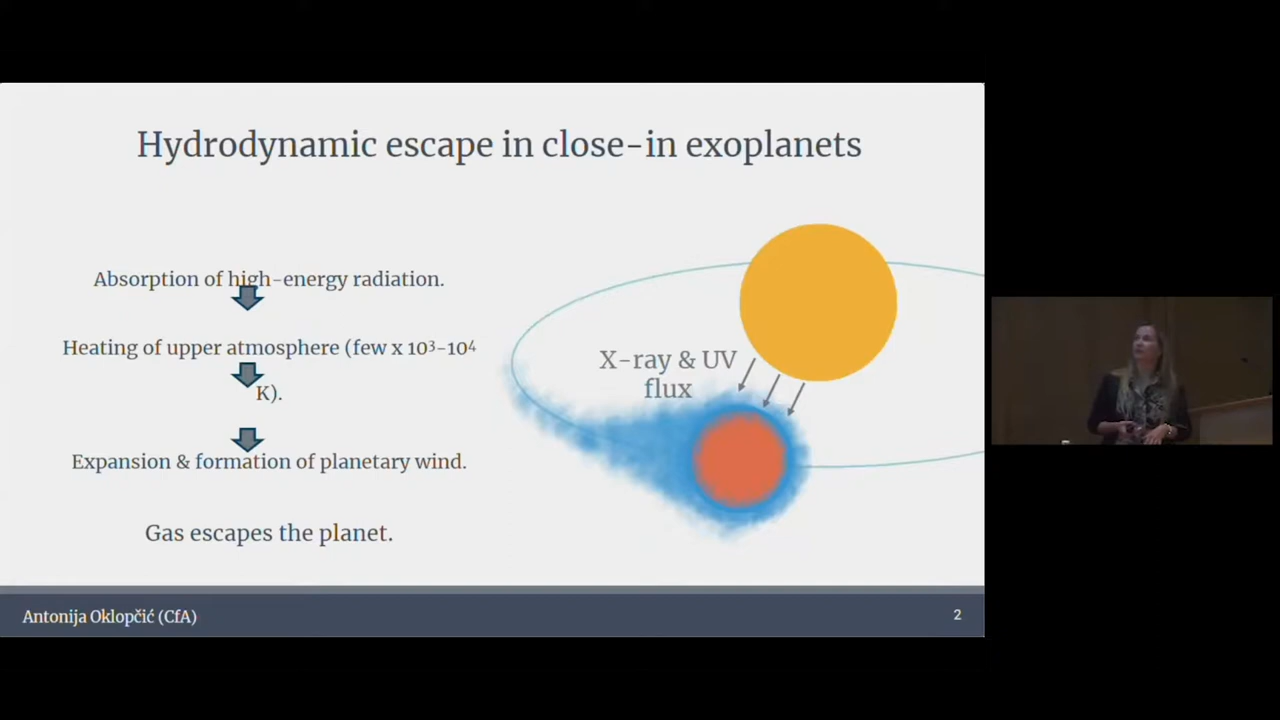 Hydrodynamic escape in close-in exoplanets
Absorption of high-energy radiation.
Heating of upper atmosphere (few x 10³-10⁴
K).
Expansion & formation of planetary wind.
Gas escapes the planet.
X-ray & UV
flux
Antonija Oklopčić (CfA)
2